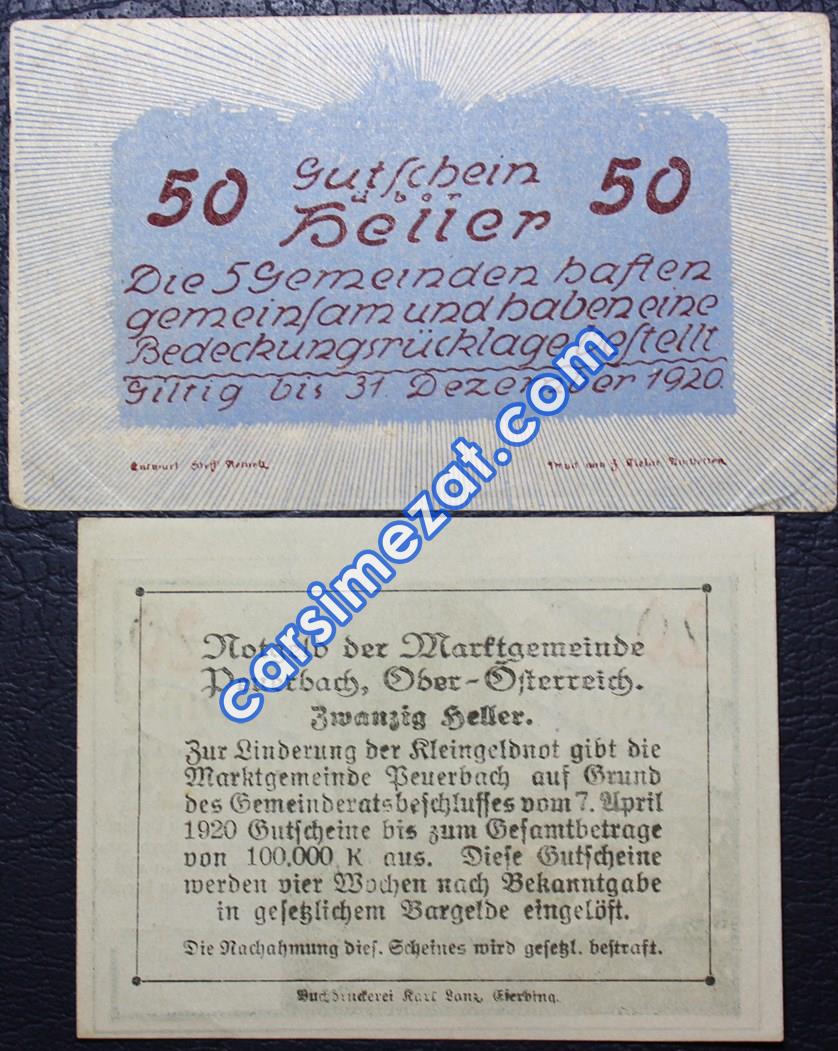 50 Gutschein 50
über
Heller
Die 5 Gemeinden haften
gemeinsam und haben eine
Bedeckungsrücklage bestellt
Giltig bis 31. Dezember 1920.
Entwurf
Druck
carsimezat.com
Notgeld der Marktgemeinde
Peuerbach, Ober-Österreich.
Zwanzig Heller.
Zur Linderung der Kleingeldnot gibt die
Marktgemeinde Peuerbach auf Grund
des Gemeinderatsbeschlusses vom 7. April
1920 Gutscheine bis zum Gesamtbetrage
von 100.000 K aus. Diese Gutscheine
werden vier Wochen nach Bekanntgabe
in gesetzlichem Bargelde eingelöst.
Die Nachahmung dies. Scheines wird gesetzl. bestraft.
Buchdruckerei Karl Lanz, Eferding.